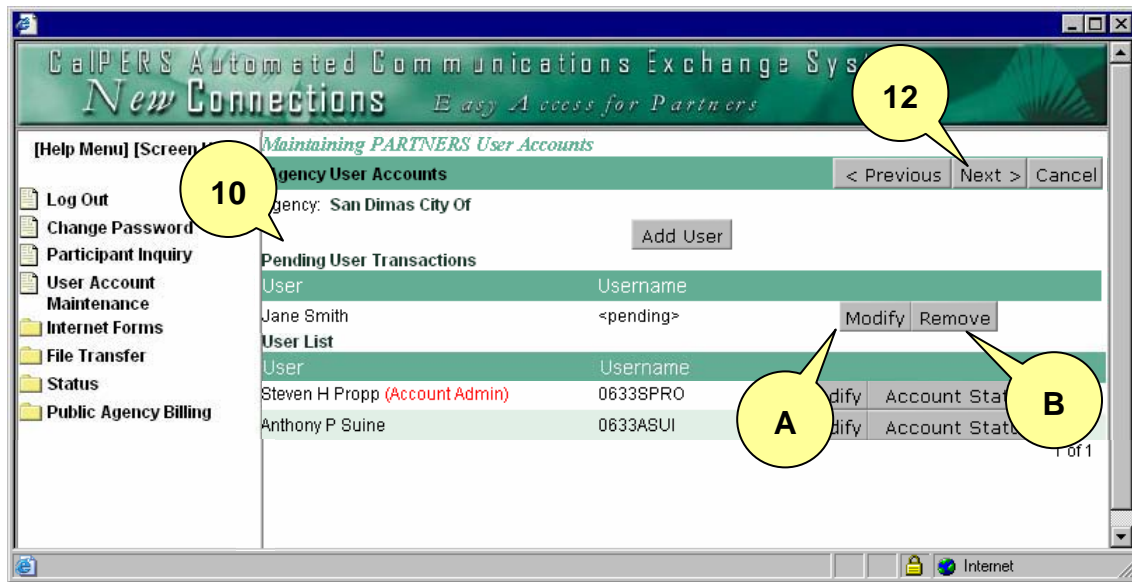 CalPERS Automated Communications Exchange Sys
New Connections Easy Access for Partners
12
[Help Menu] [Screen
Maintaining PARTNERS User Accounts
10
Agency User Accounts
< Previous Next > Cancel
Log Out
Agency: San Dimas City Of
Change Password
Add User
Participant Inquiry
Pending User Transactions
User Account
Maintenance
User Username
Jane Smith <pending> Modify Remove
Internet Forms
User List
File Transfer
User Username
Status
Steven H Propp (Account Admin) 0633SPRO dify Account Stat
Public Agency Billing
Anthony P Suine 0633ASUI dify Account Statu
A
B
1 of 1
Internet